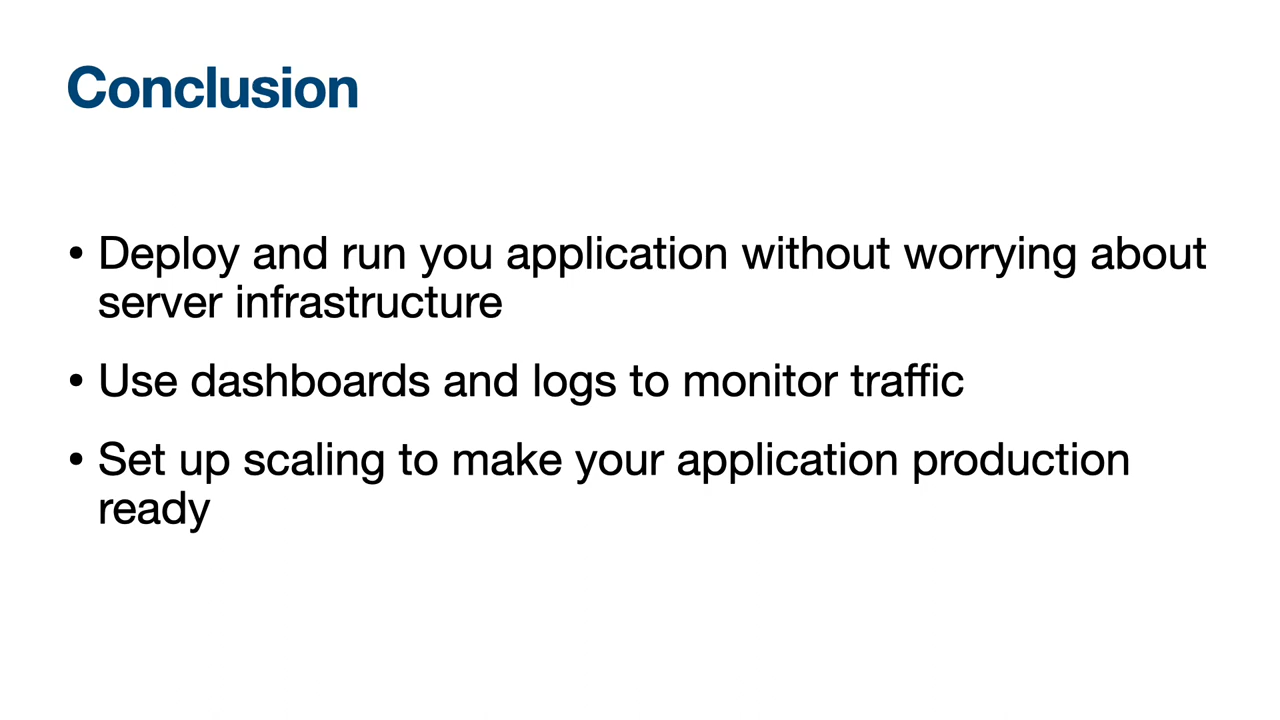 Conclusion
• Deploy and run you application without worrying about
server infrastructure
• Use dashboards and logs to monitor traffic
• Set up scaling to make your application production
ready